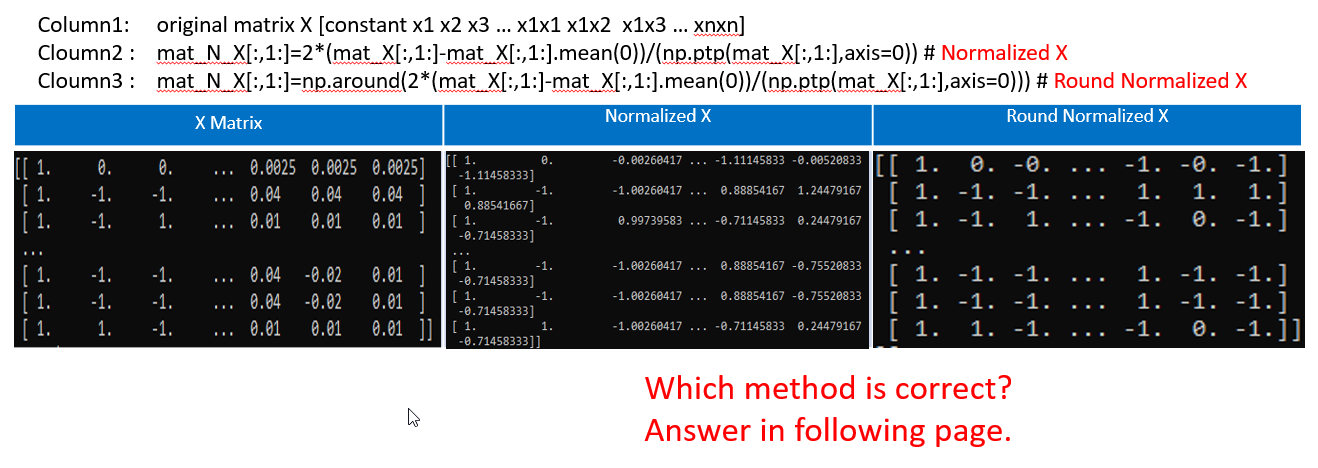 Column1: original matrix X [constant x1 x2 x3 … x1x1 x1x2 x1x3 … xnxn]
Cloumn2 : mat_N_X[:,1:]=2*(mat_X[:,1:]-mat_X[:,1:].mean(0))/(np.ptp(mat_X[:,1:],axis=0)) # Normalized X
Cloumn3 : mat_N_X[:,1:]=np.around(2*(mat_X[:,1:]-mat_X[:,1:].mean(0))/(np.ptp(mat_X[:,1:],axis=0))) # Round Normalized X
X Matrix
[[ 1. 0. 0. ... 0.0025 0.0025 0.0025]
[ 1. -1. -1. ... 0.04 0.04 0.04 ]
[ 1. -1. 1. ... 0.01 0.01 0.01 ]
...
[ 1. -1. -1. ... 0.04 -0.02 0.01 ]
[ 1. -1. -1. ... 0.04 -0.02 0.01 ]
[ 1. 1. -1. ... 0.01 0.01 0.01 ]]
Normalized X
[[ 1. 0. -0.00260417 ... -1.11145833 -0.00520833
-1.11458333]
[ 1. -1. -1.00260417 ... 0.88854167 1.24479167
0.88541667]
[ 1. -1. 0.99739583 ... -0.71145833 0.24479167
-0.71458333]
...
[ 1. -1. -1.00260417 ... 0.88854167 -0.75520833
-0.71458333]
[ 1. -1. -1.00260417 ... 0.88854167 -0.75520833
-0.71458333]
[ 1. 1. -1.00260417 ... -0.71145833 0.24479167
-0.71458333]]
Round Normalized X
[[ 1. 0. -0. ... -1. -0. -1.]
[ 1. -1. -1. ... 1. 1. 1.]
[ 1. -1. 1. ... -1. 0. -1.]
...
[ 1. -1. -1. ... 1. -1. -1.]
[ 1. -1. -1. ... 1. -1. -1.]
[ 1. 1. -1. ... -1. 0. -1.]]
Which method is correct?
Answer in following page.